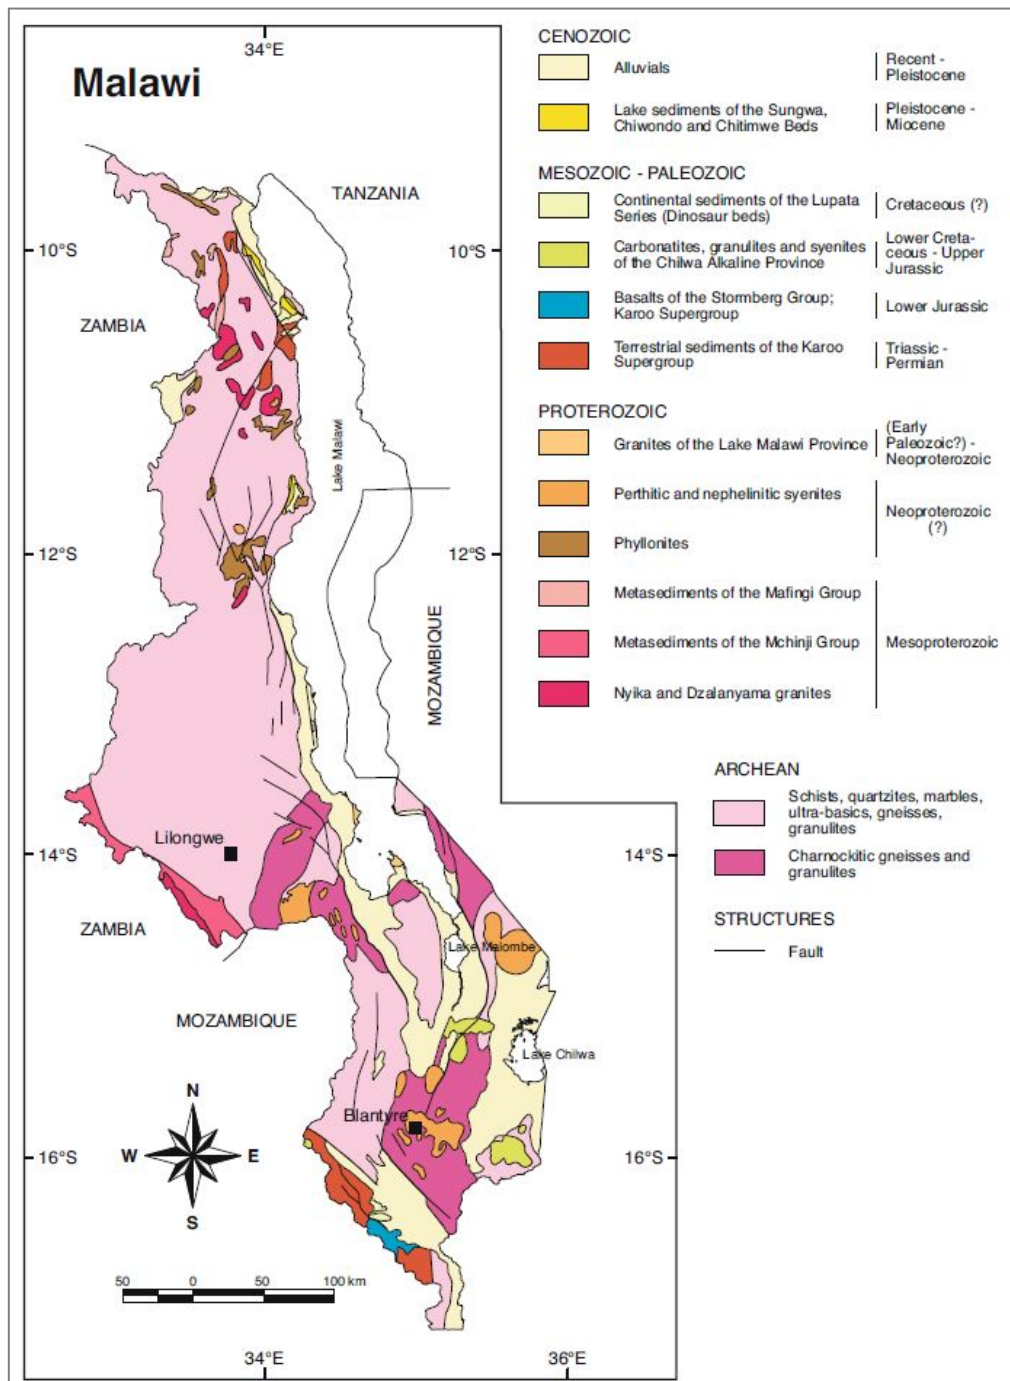 34°E
Malawi
TANZANIA
10°S
10°S
ZAMBIA
Lake Malawi
12°S
12°S
MOZAMBIQUE
Lilongwe
14°S
14°S
ZAMBIA
Lake Malombe
MOZAMBIQUE
Lake Chilwa
N
Blantyre
W
E
16°S
16°S
S
50
0
50
100 km
34°E
36°E
CENOZOIC
Alluvials
Recent -
Pleistocene
Lake sediments of the Sungwa,
Chiwondo and Chitimwe Beds
Pleistocene -
Miocene
MESOZOIC - PALEOZOIC
Continental sediments of the Lupata
Series (Dinosaur beds)
Cretaceous (?)
Carbonatites, granulites and syenites
of the Chilwa Alkaline Province
Lower Creta-
ceous - Upper
Jurassic
Basalts of the Stormberg Group;
Karoo Supergroup
Lower Jurassic
Terrestrial sediments of the Karoo
Supergroup
Triassic -
Permian
PROTEROZOIC
Granites of the Lake Malawi Province
(Early
Paleozoic?) -
Neoproterozoic
Perthitic and nephelinitic syenites
Neoproterozoic
(?)
Phyllonites
Metasediments of the Mafingi Group
Metasediments of the Mchinji Group
Mesoproterozoic
Nyika and Dzalanyama granites
ARCHEAN
Schists, quartzites, marbles,
ultra-basics, gneisses,
granulites
Charnockitic gneisses and
granulites
STRUCTURES
Fault